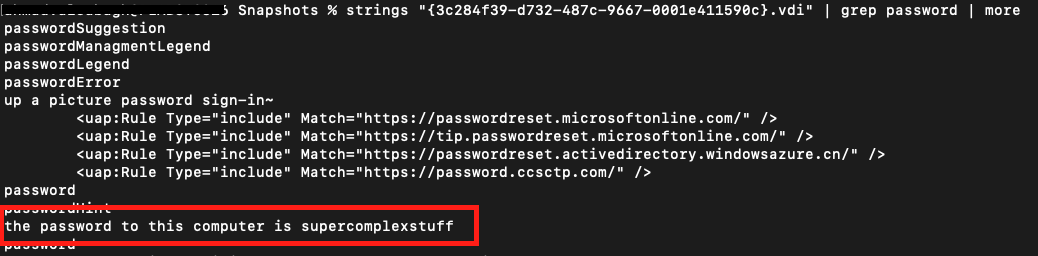 Snapshots % strings "{3c284f39-d732-487c-9667-0001e411590c}.vdi" | grep password | more
passwordSuggestion
passwordManagmentLegend
passwordLegend
passwordError
up a picture password sign-in~
<uap:Rule Type="include" Match="https://passwordreset.microsoftonline.com/" />
<uap:Rule Type="include" Match="https://tip.passwordreset.microsoftonline.com/" />
<uap:Rule Type="include" Match="https://passwordreset.activedirectory.windowsazure.cn/" />
<uap:Rule Type="include" Match="https://password.ccsctp.com/" />
password
passwordHint
the password to this computer is supercomplexstuff
password